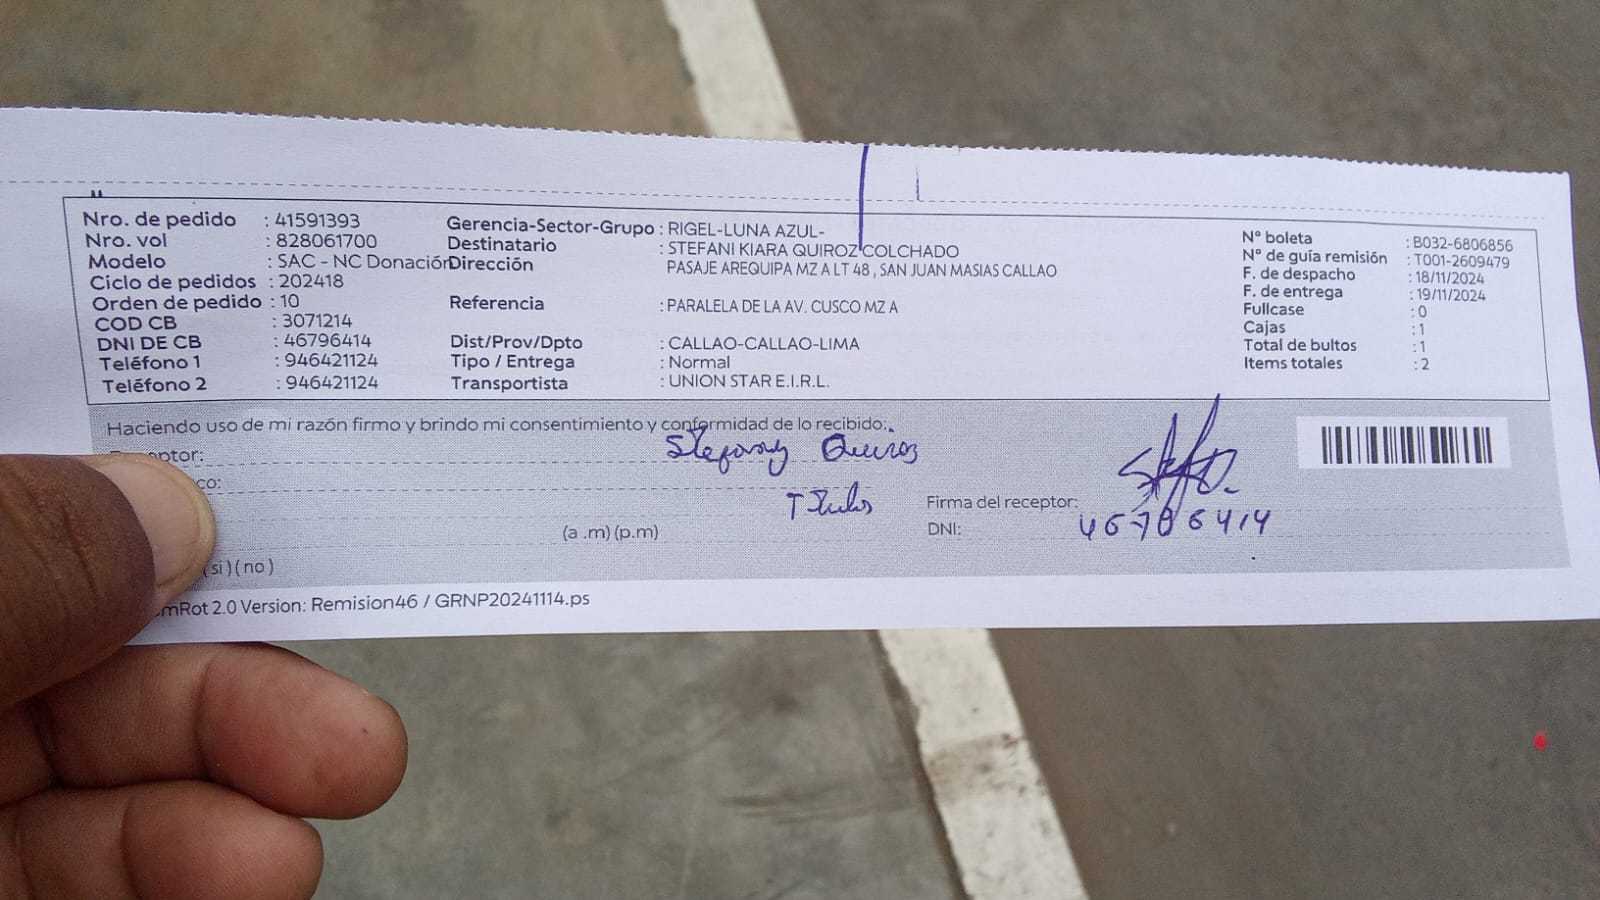 Nro. de pedido : 41591393
Nro. vol : 828061700
Modelo : SAC - NC Donación
Ciclo de pedidos : 202418
Orden de pedido : 10
COD CB : 3071214
DNI DE CB : 46796414
Teléfono 1 : 946421124
Teléfono 2 : 946421124
Gerencia-Sector-Grupo : RIGEL-LUNA AZUL-
Destinatario : STEFANI KIARA QUIROZ COLCHADO
Dirección PASAJE AREQUIPA MZ A LT 48 , SAN JUAN MASIAS CALLAO
Referencia : PARALELA DE LA AV. CUSCO MZ A
Dist/Prov/Dpto : CALLAO-CALLAO-LIMA
Tipo / Entrega : Normal
Transportista : UNION STAR E.I.R.L.
N° boleta : B032-6806856
N° de guía remisión : T001-2609479
F. de despacho : 18/11/2024
F. de entrega : 19/11/2024
Fullcase : 0
Cajas : 1
Total de bultos : 1
Items totales : 2
Haciendo uso de mi razón firmo y brindo mi consentimiento y conformidad de lo recibido:
Receptor: Stefany Quiroz
co:
Titular
Firma del receptor:
(a .m) (p.m)
DNI: 46796414
( si ) ( no )
mRot 2.0 Version: Remision46 / GRNP20241114.ps